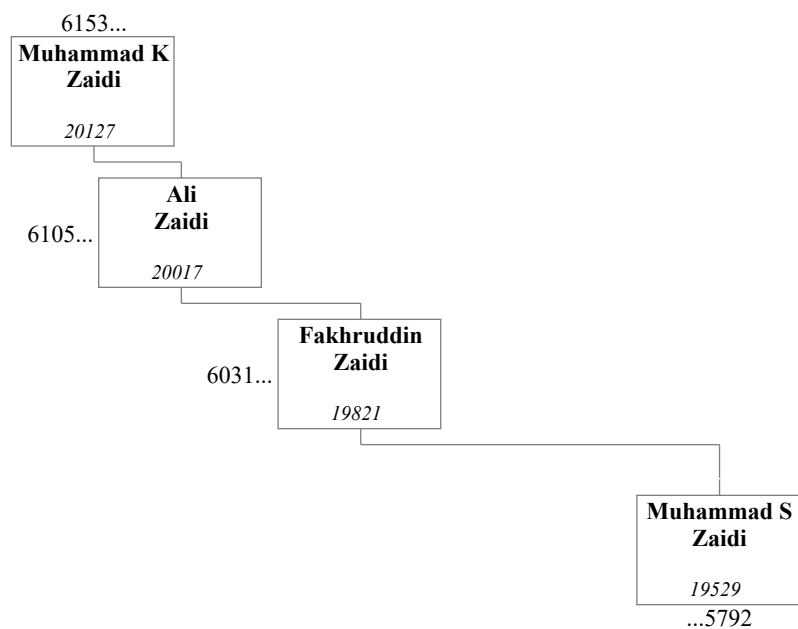 6153...
Muhammad K
Zaidi
20127
Ali
Zaidi
6105...
20017
Fakhruddin
Zaidi
6031...
19821
Muhammad S
Zaidi
19529
...5792